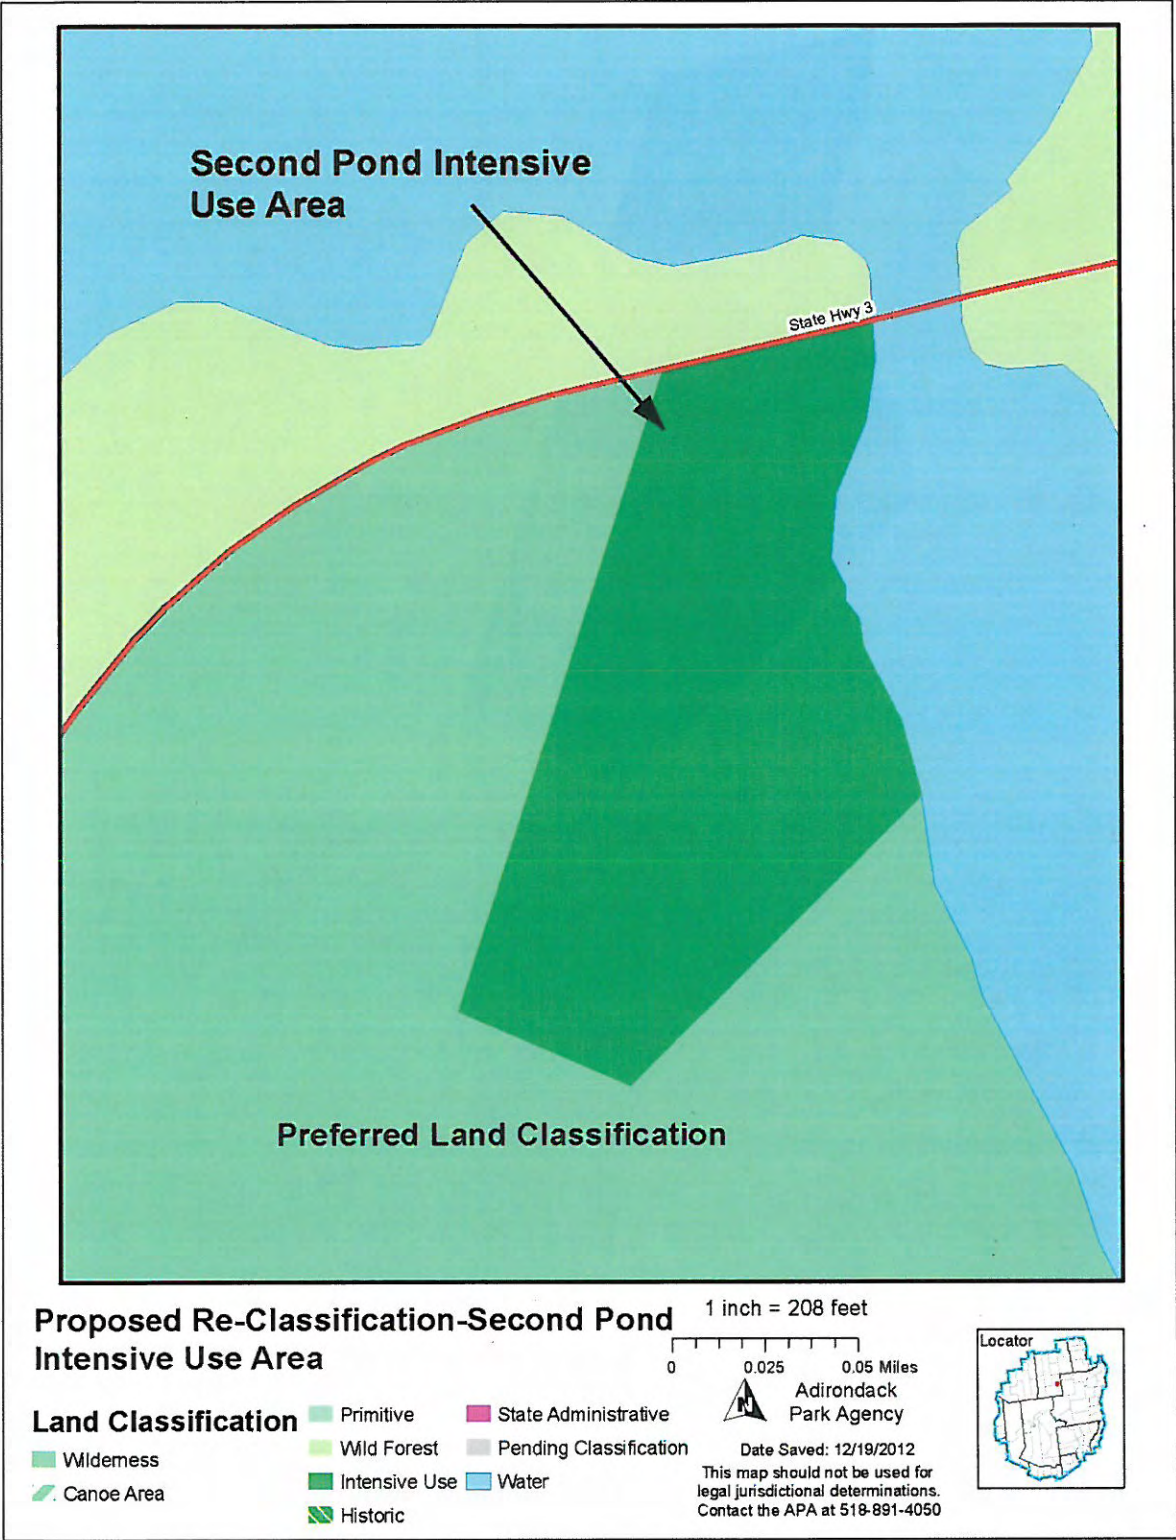 Second Pond Intensive
Use Area
State Hwy 3
Preferred Land Classification
Proposed Re-Classification-Second Pond
Intensive Use Area
Land Classification
Wilderness
Canoe Area
Primitive
Wild Forest
Intensive Use
Historic
State Administrative
Pending Classification
Water
1 inch = 208 feet
0 0.025 0.05 Miles
N
Adirondack
Park Agency
Date Saved: 12/19/2012
This map should not be used for
legal jurisdictional determinations.
Contact the APA at 518-891-4050
Locator